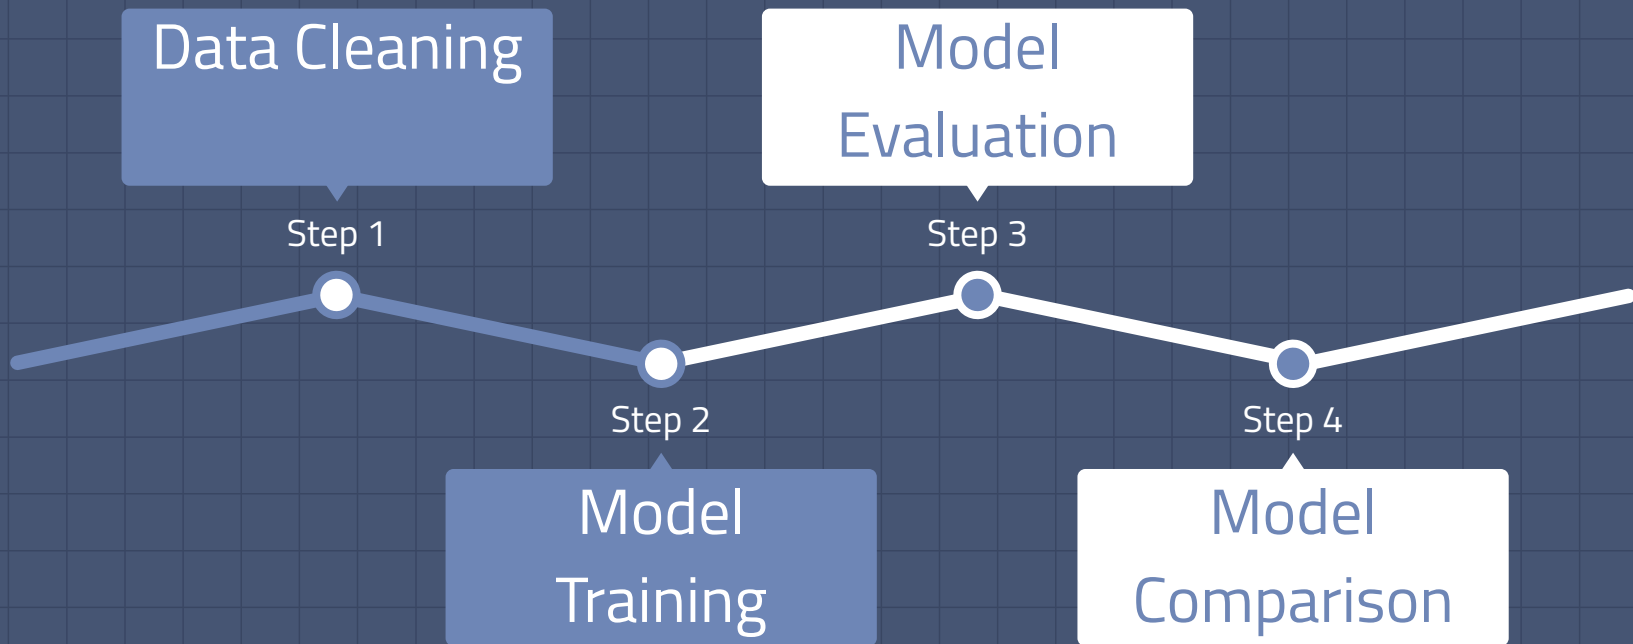 Data Cleaning
Step 1
Step 2
Model
Training
Model
Evaluation
Step 3
Step 4
Model
Comparison